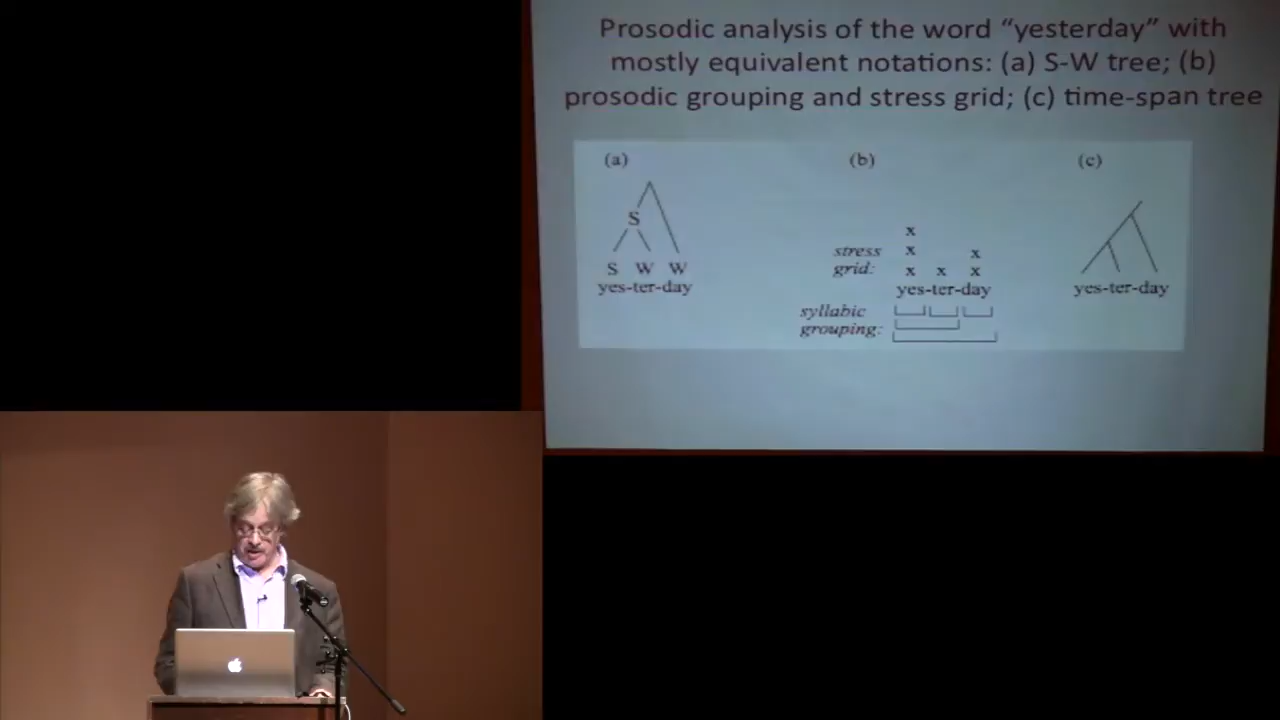 Prosodic analysis of the word “yesterday” with
mostly equivalent notations: (a) S-W tree; (b)
prosodic grouping and stress grid; (c) time-span tree
(a)
S
S W W
yes-ter-day
(b)
x
stress x x
grid: x x x
yes-ter-day
syllabic
grouping:
(c)
yes-ter-day